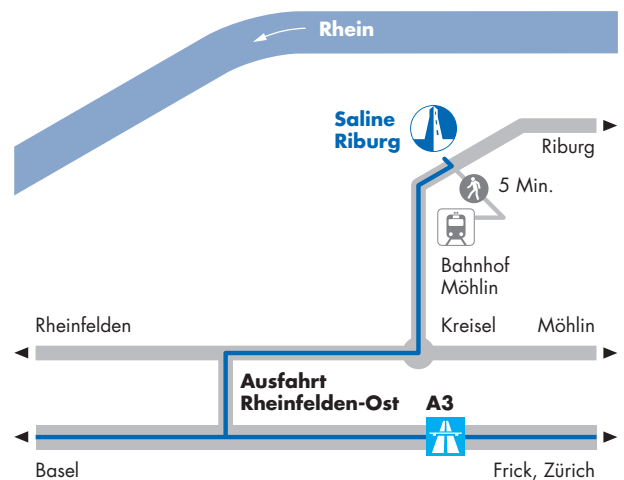 Rhein
Saline
Riburg
Riburg
5 Min.
Bahnhof
Möhlin
Rheinfelden
Kreisel
Möhlin
Ausfahrt
Rheinfelden-Ost
A3
Basel
Frick, Zürich